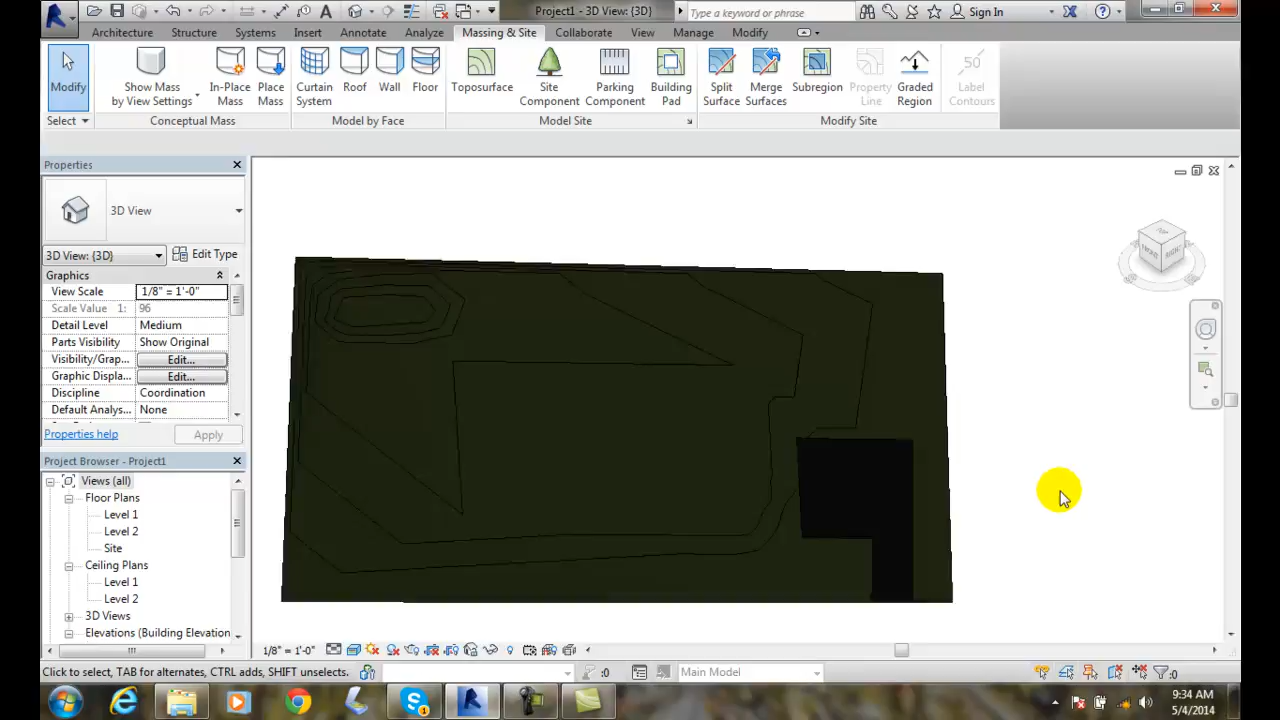 Project1 - 3D View: {3D}
Type a keyword or phrase
Sign In
Architecture Structure Systems Insert Annotate Analyze Massing & Site Collaborate View Manage Modify
Modify
Show Mass
by View Settings
In-Place
Mass
Place
Mass
Curtain
System
Roof
Wall
Floor
Toposurface
Site
Component
Parking
Component
Building
Pad
Split
Surface
Merge
Surfaces
Subregion
Property
Line
Graded
Region
50
Label
Contours
Select
Conceptual Mass
Model by Face
Model Site
Modify Site
Properties
3D View
3D View: {3D}
Edit Type
Graphics
View Scale 1/8" = 1'-0"
Scale Value 1: 96
Detail Level Medium
Parts Visibility Show Original
Visibility/Grap... Edit...
Graphic Displa... Edit...
Discipline Coordination
Default Analys... None
Properties help
Apply
Project Browser - Project1
Views (all)
Floor Plans
Level 1
Level 2
Site
Ceiling Plans
Level 1
Level 2
3D Views
Elevations (Building Elevation
FRONT
RIGHT
1/8" = 1'-0"
Click to select, TAB for alternates, CTRL adds, SHIFT unselects.
:0
Main Model
:0
9:34 AM
5/4/2014